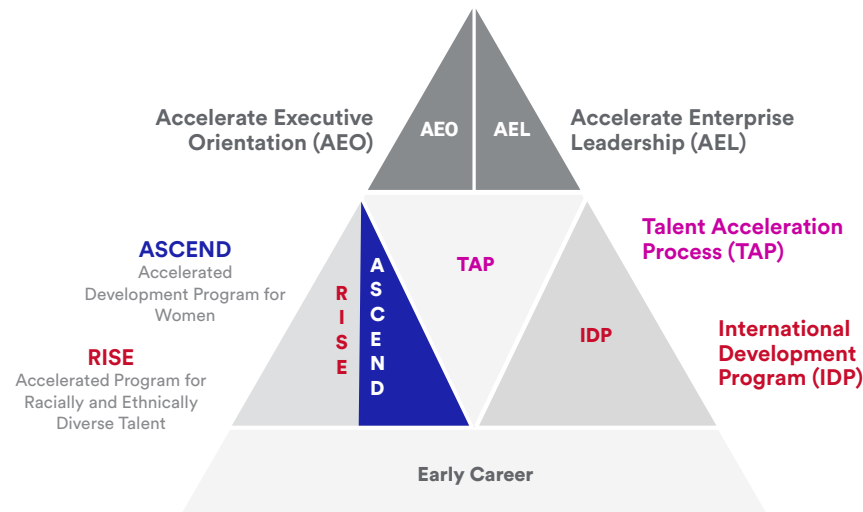 Accelerate Executive
Orientation (AEO)
AEO
AEL
Accelerate Enterprise
Leadership (AEL)
ASCEND
Accelerated
Development Program for
Women
RISE
Accelerated Program for
Racially and Ethnically
Diverse Talent
RISE
ASCEND
TAP
IDP
Talent Acceleration
Process (TAP)
International
Development
Program (IDP)
Early Career